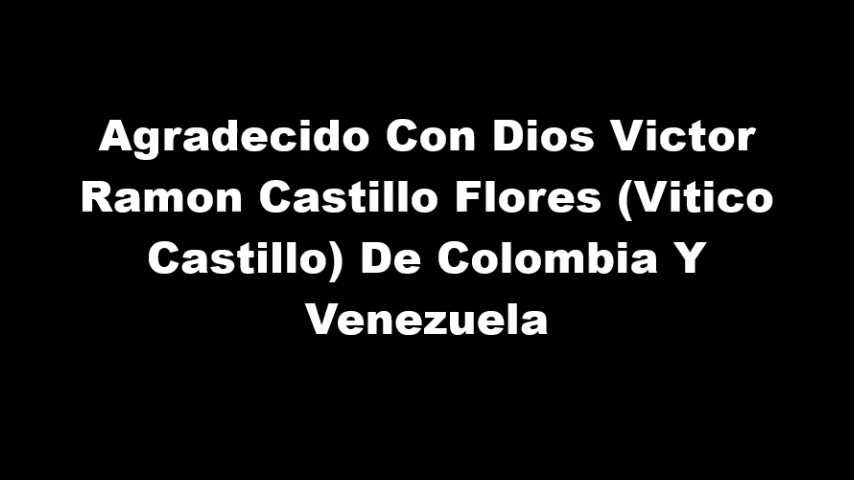 Agradecido Con Dios Victor
Ramon Castillo Flores (Vitico
Castillo) De Colombia Y
Venezuela